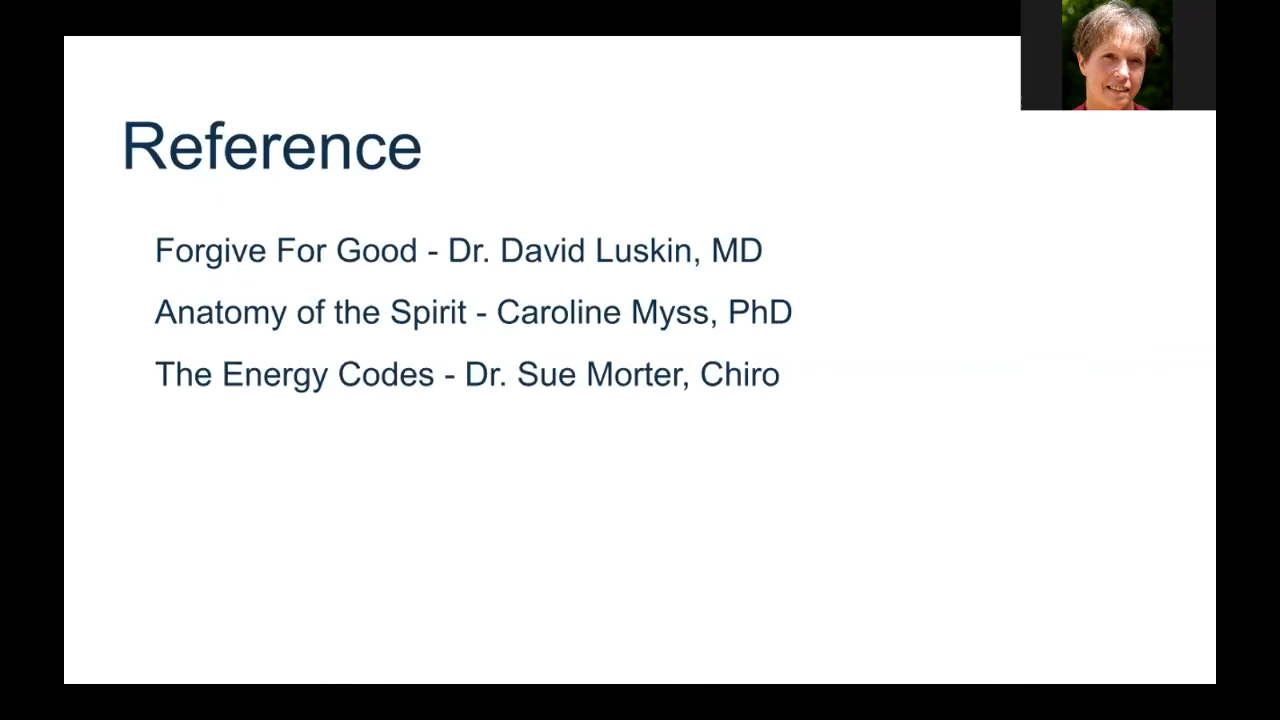 Reference
Forgive For Good - Dr. David Luskin, MD
Anatomy of the Spirit - Caroline Myss, PhD
The Energy Codes - Dr. Sue Morter, Chiro